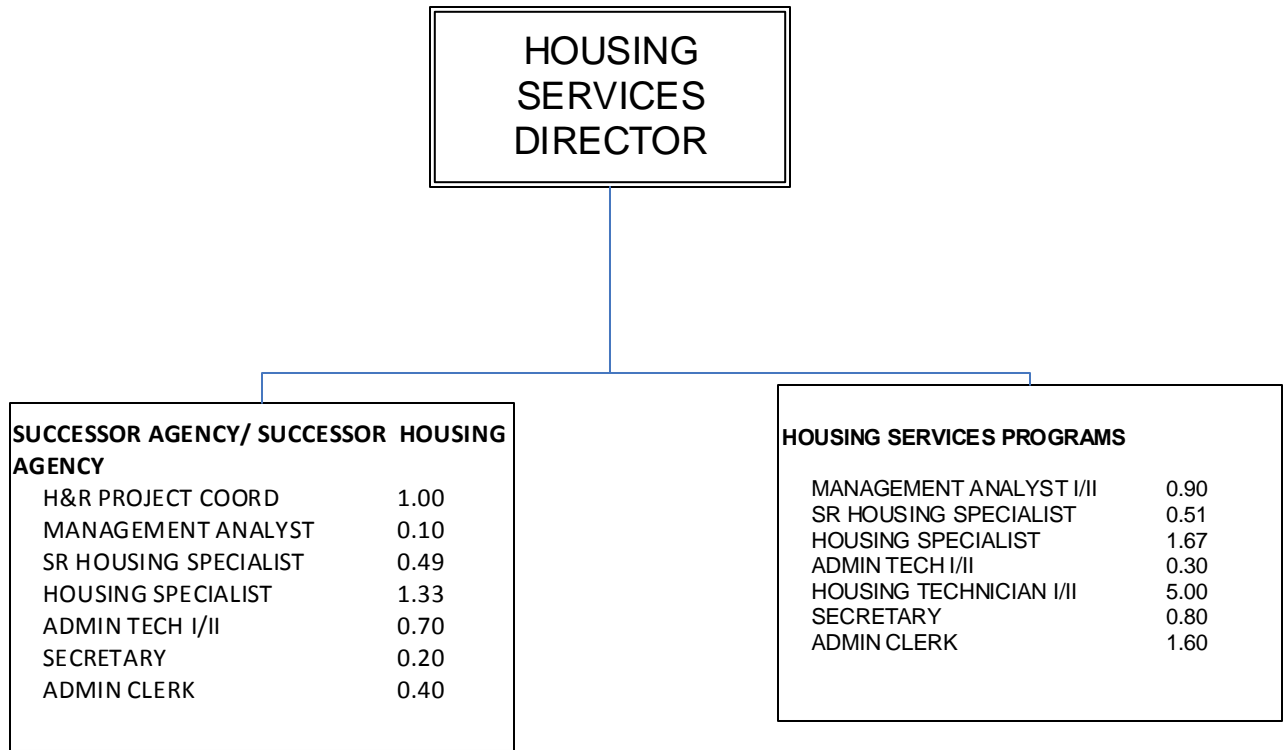 HOUSING
SERVICES
DIRECTOR
SUCCESSOR AGENCY/ SUCCESSOR HOUSING
AGENCY
H&R PROJECT COORD 1.00
MANAGEMENT ANALYST 0.10
SR HOUSING SPECIALIST 0.49
HOUSING SPECIALIST 1.33
ADMIN TECH I/II 0.70
SECRETARY 0.20
ADMIN CLERK 0.40
HOUSING SERVICES PROGRAMS
MANAGEMENT ANALYST I/II 0.90
SR HOUSING SPECIALIST 0.51
HOUSING SPECIALIST 1.67
ADMIN TECH I/II 0.30
HOUSING TECHNICIAN I/II 5.00
SECRETARY 0.80
ADMIN CLERK 1.60